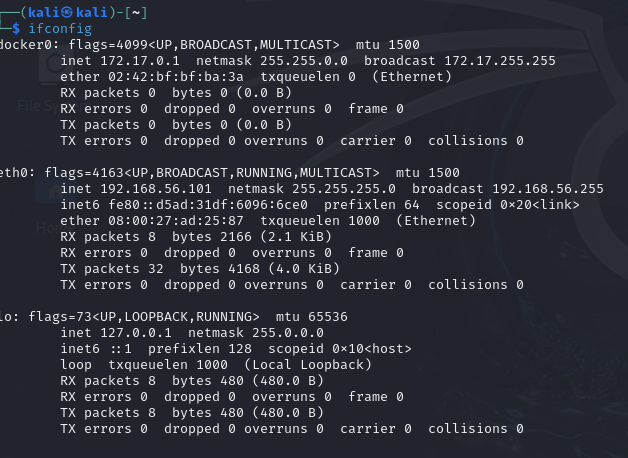 (kali㉿kali)-[~]
$ ifconfig
docker0: flags=4099<UP,BROADCAST,MULTICAST>  mtu 1500
        inet 172.17.0.1  netmask 255.255.0.0  broadcast 172.17.255.255
        ether 02:42:bf:bf:ba:3a  txqueuelen 0  (Ethernet)
        RX packets 0  bytes 0 (0.0 B)
        RX errors 0  dropped 0  overruns 0  frame 0
        TX packets 0  bytes 0 (0.0 B)
        TX errors 0  dropped 0 overruns 0  carrier 0  collisions 0

eth0: flags=4163<UP,BROADCAST,RUNNING,MULTICAST>  mtu 1500
        inet 192.168.56.101  netmask 255.255.255.0  broadcast 192.168.56.255
        inet6 fe80::d5ad:31df:6096:6ce0  prefixlen 64  scopeid 0x20<link>
        ether 08:00:27:ad:25:87  txqueuelen 1000  (Ethernet)
        RX packets 8  bytes 2166 (2.1 KiB)
        RX errors 0  dropped 0  overruns 0  frame 0
        TX packets 32  bytes 4168 (4.0 KiB)
        TX errors 0  dropped 0 overruns 0  carrier 0  collisions 0

lo: flags=73<UP,LOOPBACK,RUNNING>  mtu 65536
        inet 127.0.0.1  netmask 255.0.0.0
        inet6 ::1  prefixlen 128  scopeid 0x10<host>
        loop  txqueuelen 1000  (Local Loopback)
        RX packets 8  bytes 480 (480.0 B)
        RX errors 0  dropped 0  overruns 0  frame 0
        TX packets 8  bytes 480 (480.0 B)
        TX errors 0  dropped 0 overruns 0  carrier 0  collisions 0